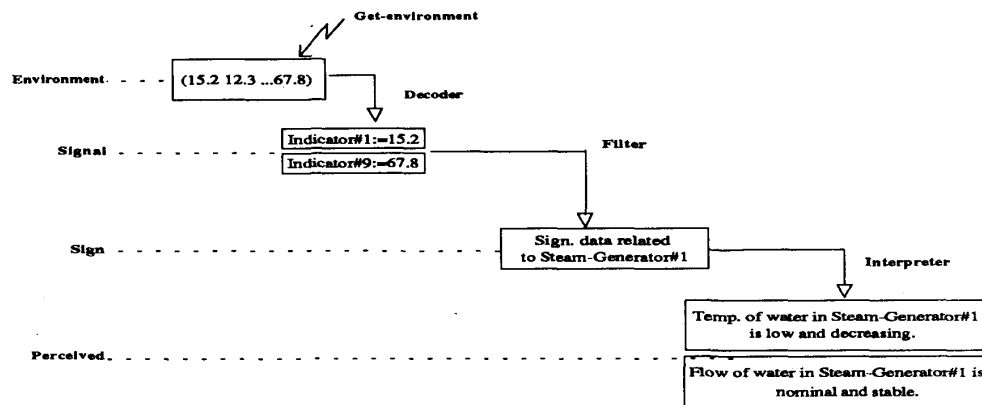 Get-environment
Environment
(15.2 12.3 ...67.8)
Decoder
Indicator#1:=15.2
Signal
Indicator#9:=67.8
Filter
Sign. data related
to Steam-Generator#1
Sign
Interpreter
Temp. of water in Steam-Generator#1
is low and decreasing.
Perceived
Flow of water in Steam-Generator#1 is
nominal and stable.